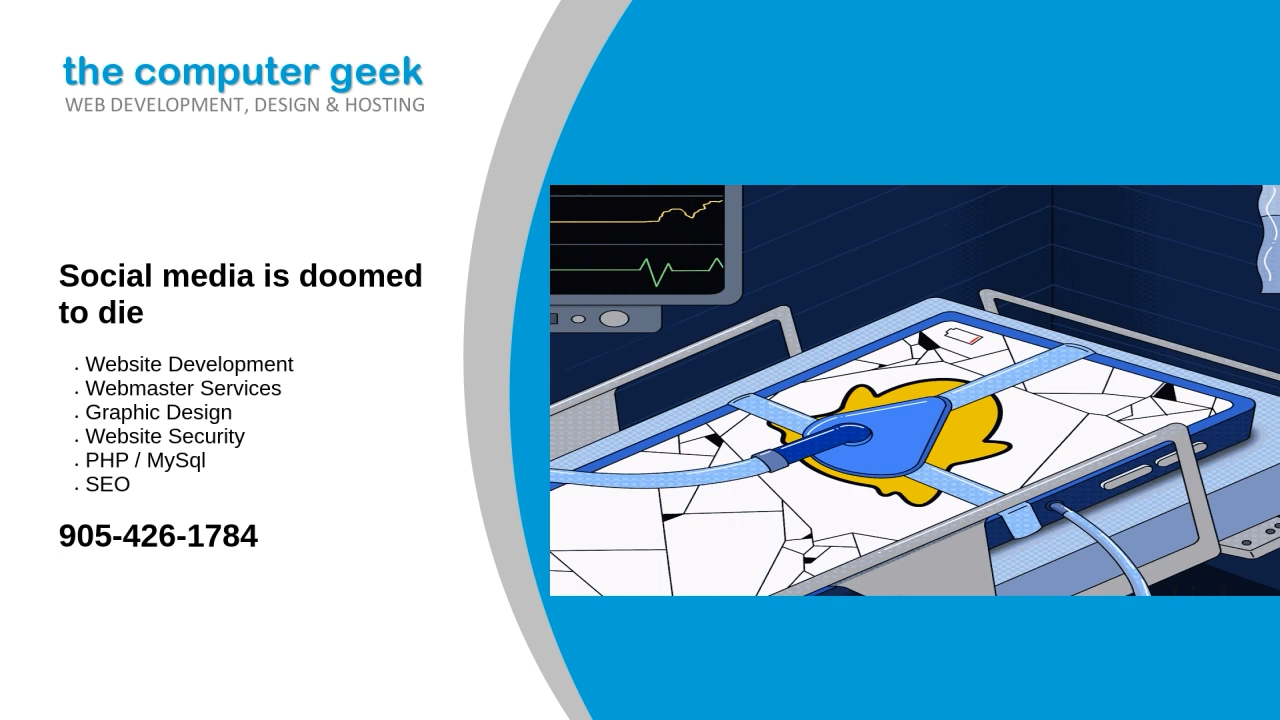 the computer geek
WEB DEVELOPMENT, DESIGN & HOSTING
Social media is doomed
to die
. Website Development
. Webmaster Services
. Graphic Design
. Website Security
. PHP / MySql
. SEO
905-426-1784